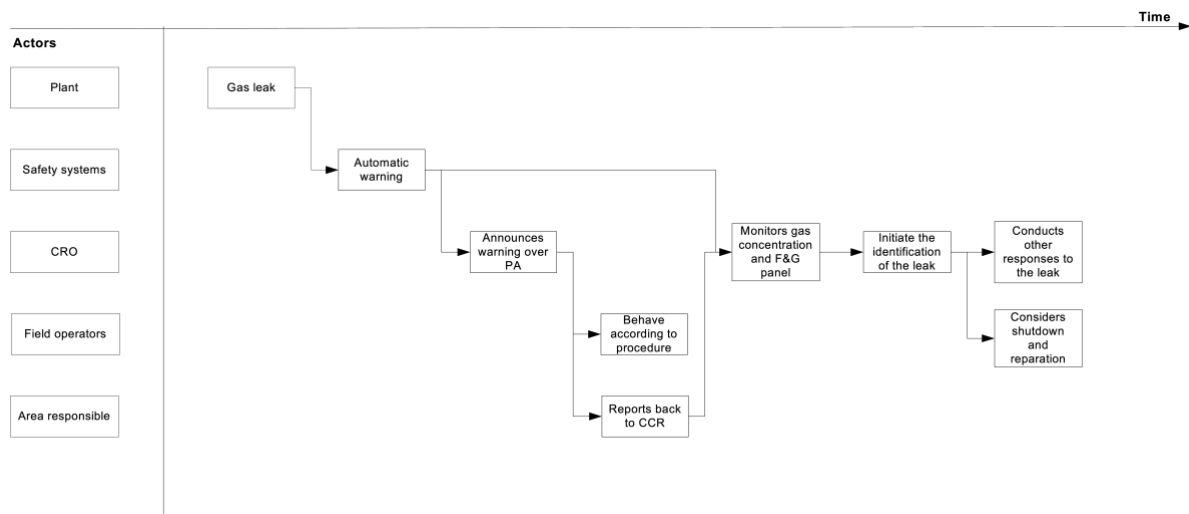 Time
Actors
Plant
Gas leak
Safety systems
Automatic
warning
CRO
Announces
warning over
PA
Monitors gas
concentration
and F&G
panel
Initiate the
identification
of the leak
Conducts
other
responses to
the leak
Field operators
Behave
according to
procedure
Considers
shutdown
and
reparation
Area responsible
Reports back
to CCR